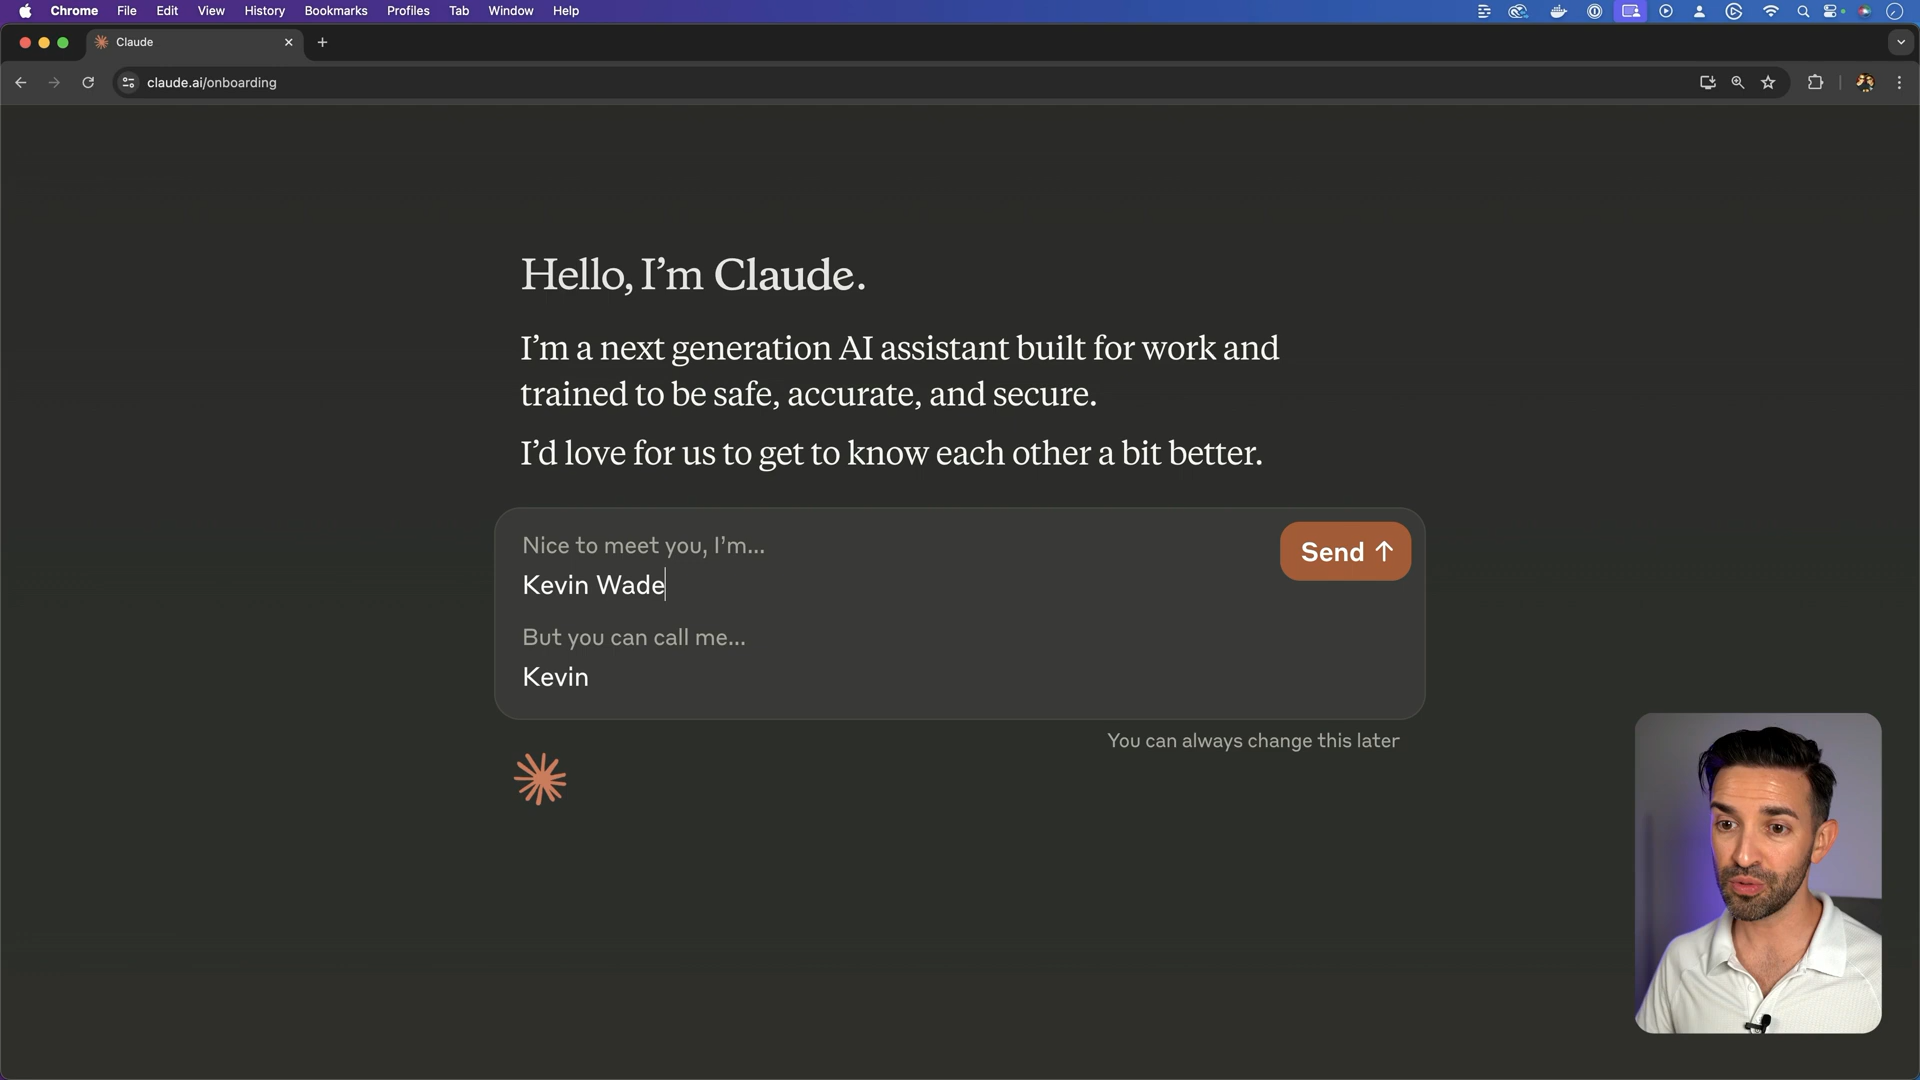 Chrome File Edit View History Bookmarks Profiles Tab Window Help
Claude
claude.ai/onboarding
Hello, I’m Claude.
I’m a next generation AI assistant built for work and
trained to be safe, accurate, and secure.
I’d love for us to get to know each other a bit better.
Nice to meet you, I’m...
Send
Kevin Wade
But you can call me...
Kevin
You can always change this later